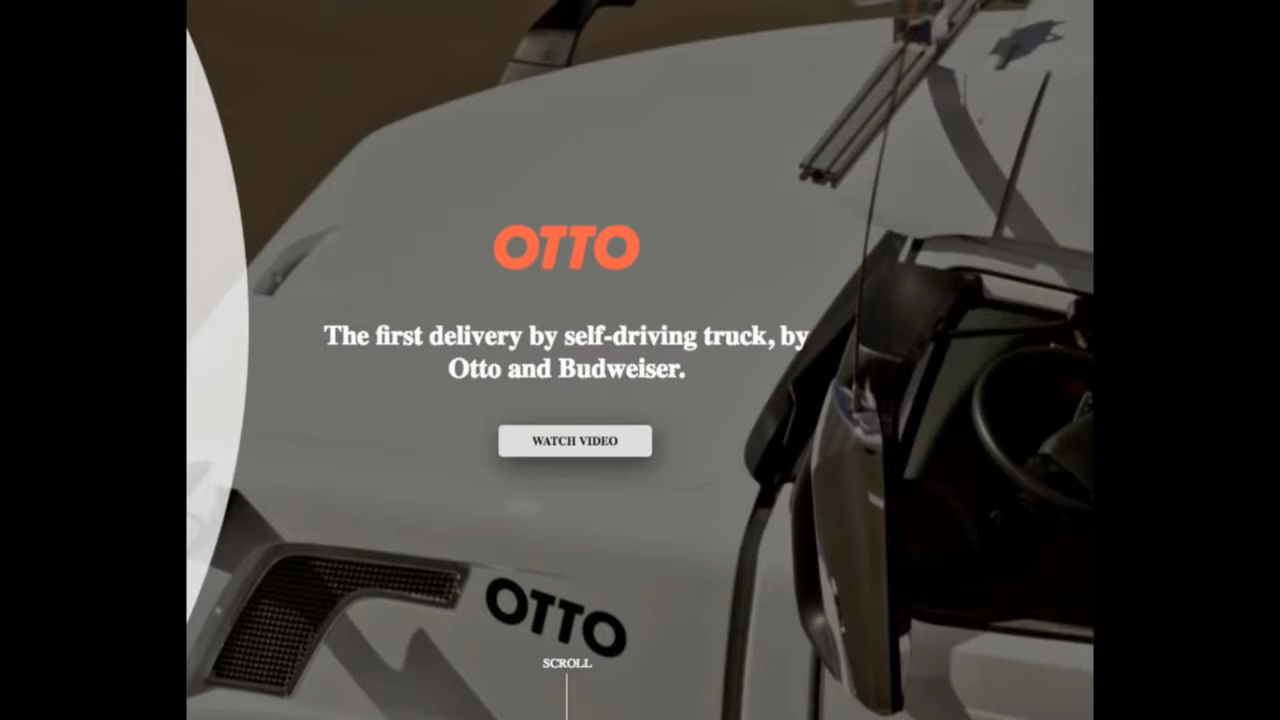 OTTO
The first delivery by self-driving truck, by
Otto and Budweiser.
WATCH VIDEO
OTTO
SCROLL